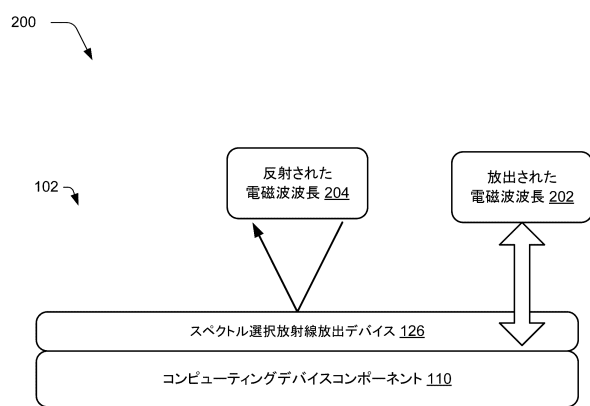 200
反射された
電磁波波長 204
放出された
電磁波波長 202
102
スペクトル選択放射線放出デバイス 126
コンピューティングデバイスコンポーネント 110